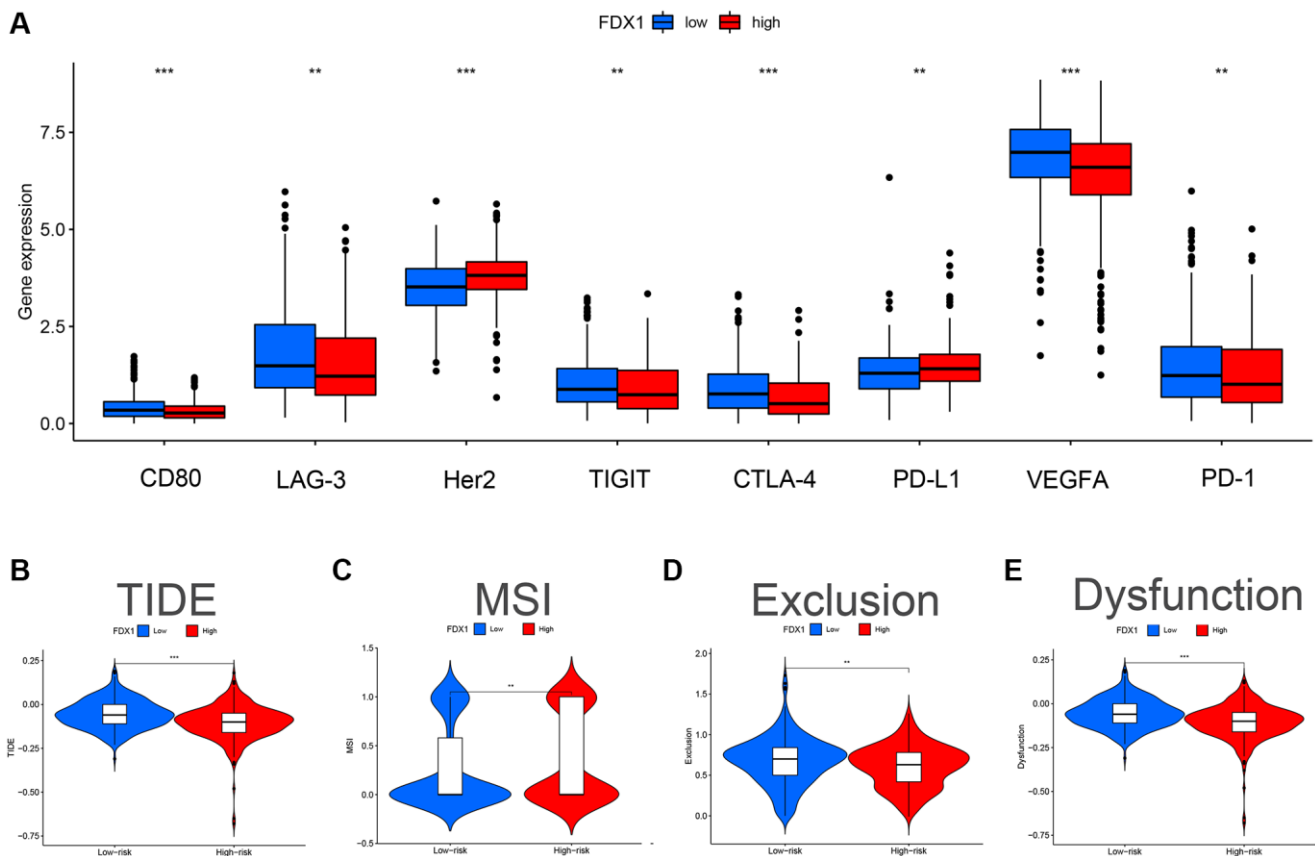 A
FDX1 low high
*** ** *** ** *** ** *** **
Gene expression
7.5
5.0
2.5
0.0
CD80 LAG-3 Her2 TIGIT CTLA-4 PD-L1 VEGFA PD-1
B
TIDE
FDX1 Low High
***
TIDE
0.25
0.00
−0.25
−0.50
−0.75
Low-risk High-risk
C
MSI
FDX1 Low High
**
MSI
1.5
1.0
0.5
0.0
−0.5
Low-risk High-risk
D
Exclusion
FDX1 Low High
**
Exclusion
2.0
1.5
1.0
0.5
0.0
Low-risk High-risk
E
Dysfunction
FDX1 Low High
***
Dysfunction
0.25
0.00
−0.25
−0.50
−0.75
Low-risk High-risk